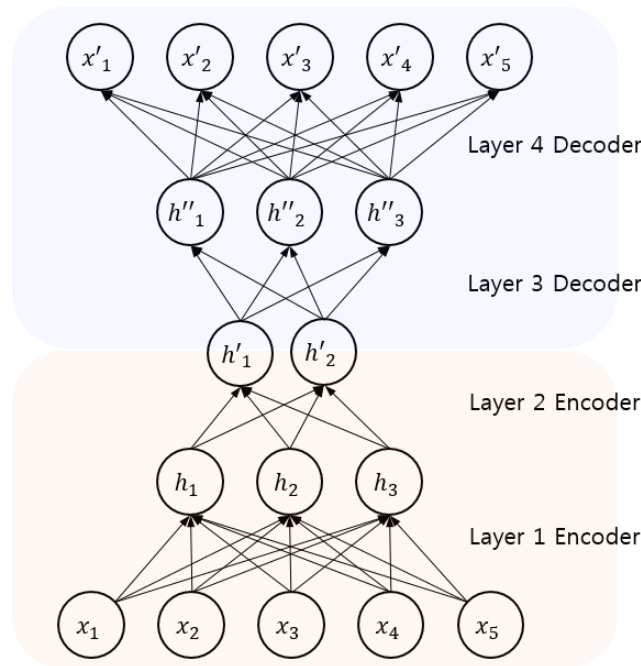 x′₁ x′₂ x′₃ x′₄ x′₅
Layer 4 Decoder
h′′₁ h′′₂ h′′₃
Layer 3 Decoder
h′₁ h′₂
Layer 2 Encoder
h₁ h₂ h₃
Layer 1 Encoder
x₁ x₂ x₃ x₄ x₅